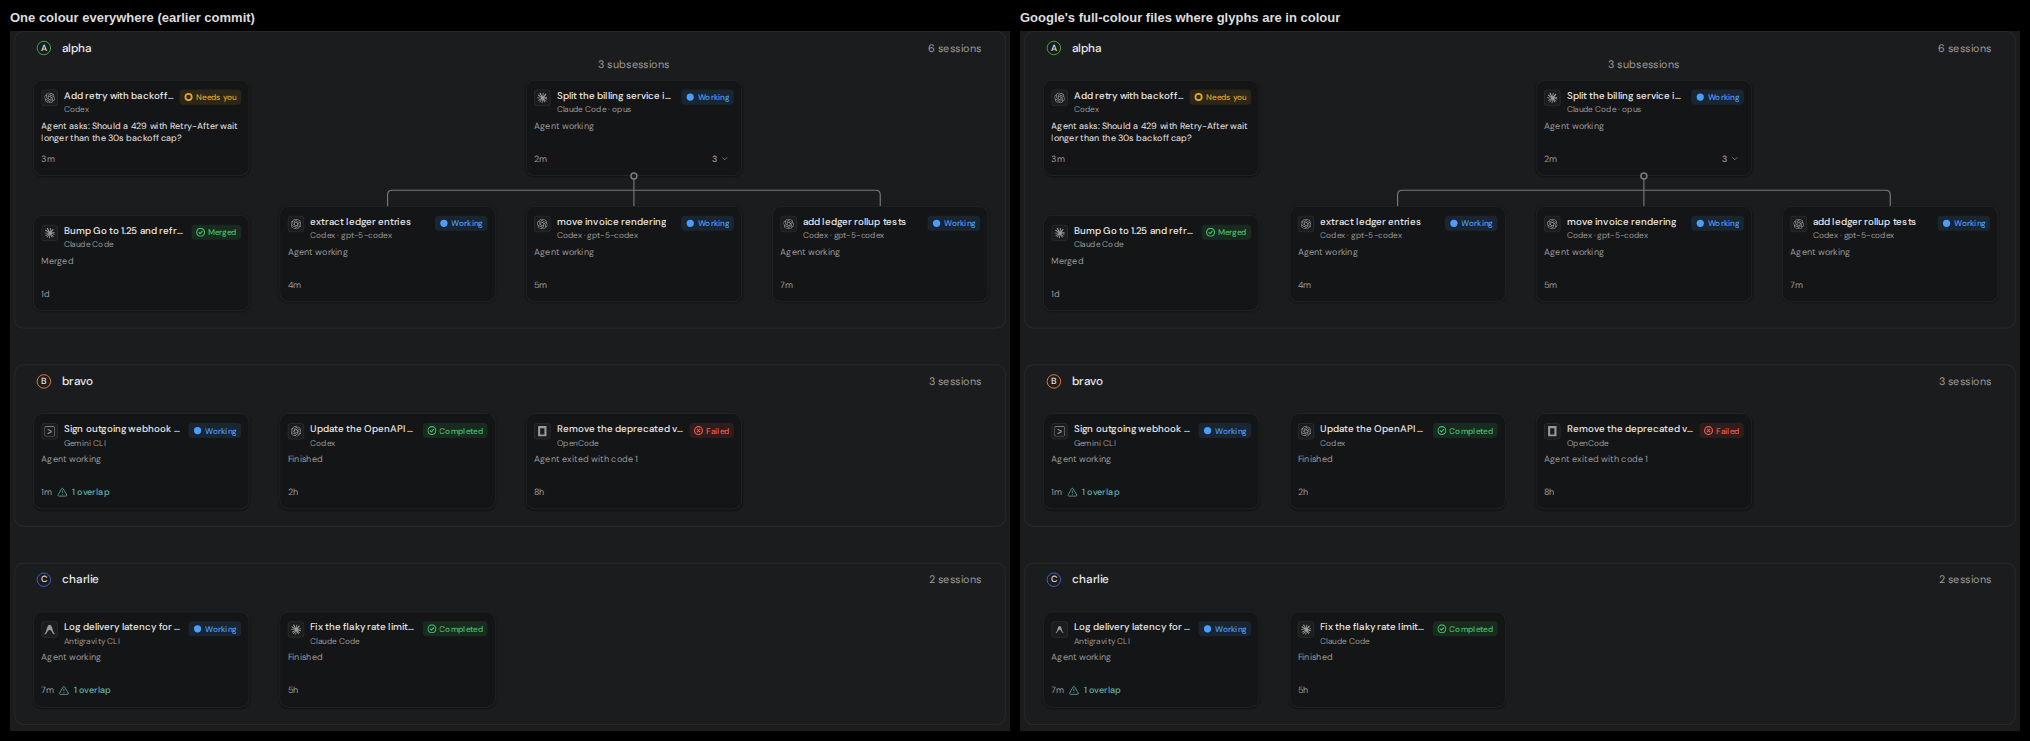 One colour everywhere (earlier commit)
A alpha
6 sessions
3 subsessions
Add retry with backoff... Needs you
Codex
Agent asks: Should a 429 with Retry-After wait
longer than the 30s backoff cap?
3m
Split the billing service i... Working
Claude Code · opus
Agent working
2m
3
Bump Go to 1.25 and refr... Merged
Claude Code
Merged
1d
extract ledger entries Working
Codex · gpt-5-codex
Agent working
4m
move invoice rendering Working
Codex · gpt-5-codex
Agent working
5m
add ledger rollup tests Working
Codex · gpt-5-codex
Agent working
7m
B bravo
3 sessions
Sign outgoing webhook ... Working
Gemini CLI
Agent working
1m 1 overlap
Update the OpenAPI ... Completed
Codex
Finished
2h
Remove the deprecated v... Failed
OpenCode
Agent exited with code 1
8h
C charlie
2 sessions
Log delivery latency for ... Working
Antigravity CLI
Agent working
7m 1 overlap
Fix the flaky rate limit... Completed
Claude Code
Finished
5h
Google's full-colour files where glyphs are in colour
A alpha
6 sessions
3 subsessions
Add retry with backoff... Needs you
Codex
Agent asks: Should a 429 with Retry-After wait
longer than the 30s backoff cap?
3m
Split the billing service i... Working
Claude Code · opus
Agent working
2m
3
Bump Go to 1.25 and refr... Merged
Claude Code
Merged
1d
extract ledger entries Working
Codex · gpt-5-codex
Agent working
4m
move invoice rendering Working
Codex · gpt-5-codex
Agent working
5m
add ledger rollup tests Working
Codex · gpt-5-codex
Agent working
7m
B bravo
3 sessions
Sign outgoing webhook ... Working
Gemini CLI
Agent working
1m 1 overlap
Update the OpenAPI ... Completed
Codex
Finished
2h
Remove the deprecated v... Failed
OpenCode
Agent exited with code 1
8h
C charlie
2 sessions
Log delivery latency for ... Working
Antigravity CLI
Agent working
7m 1 overlap
Fix the flaky rate limit... Completed
Claude Code
Finished
5h